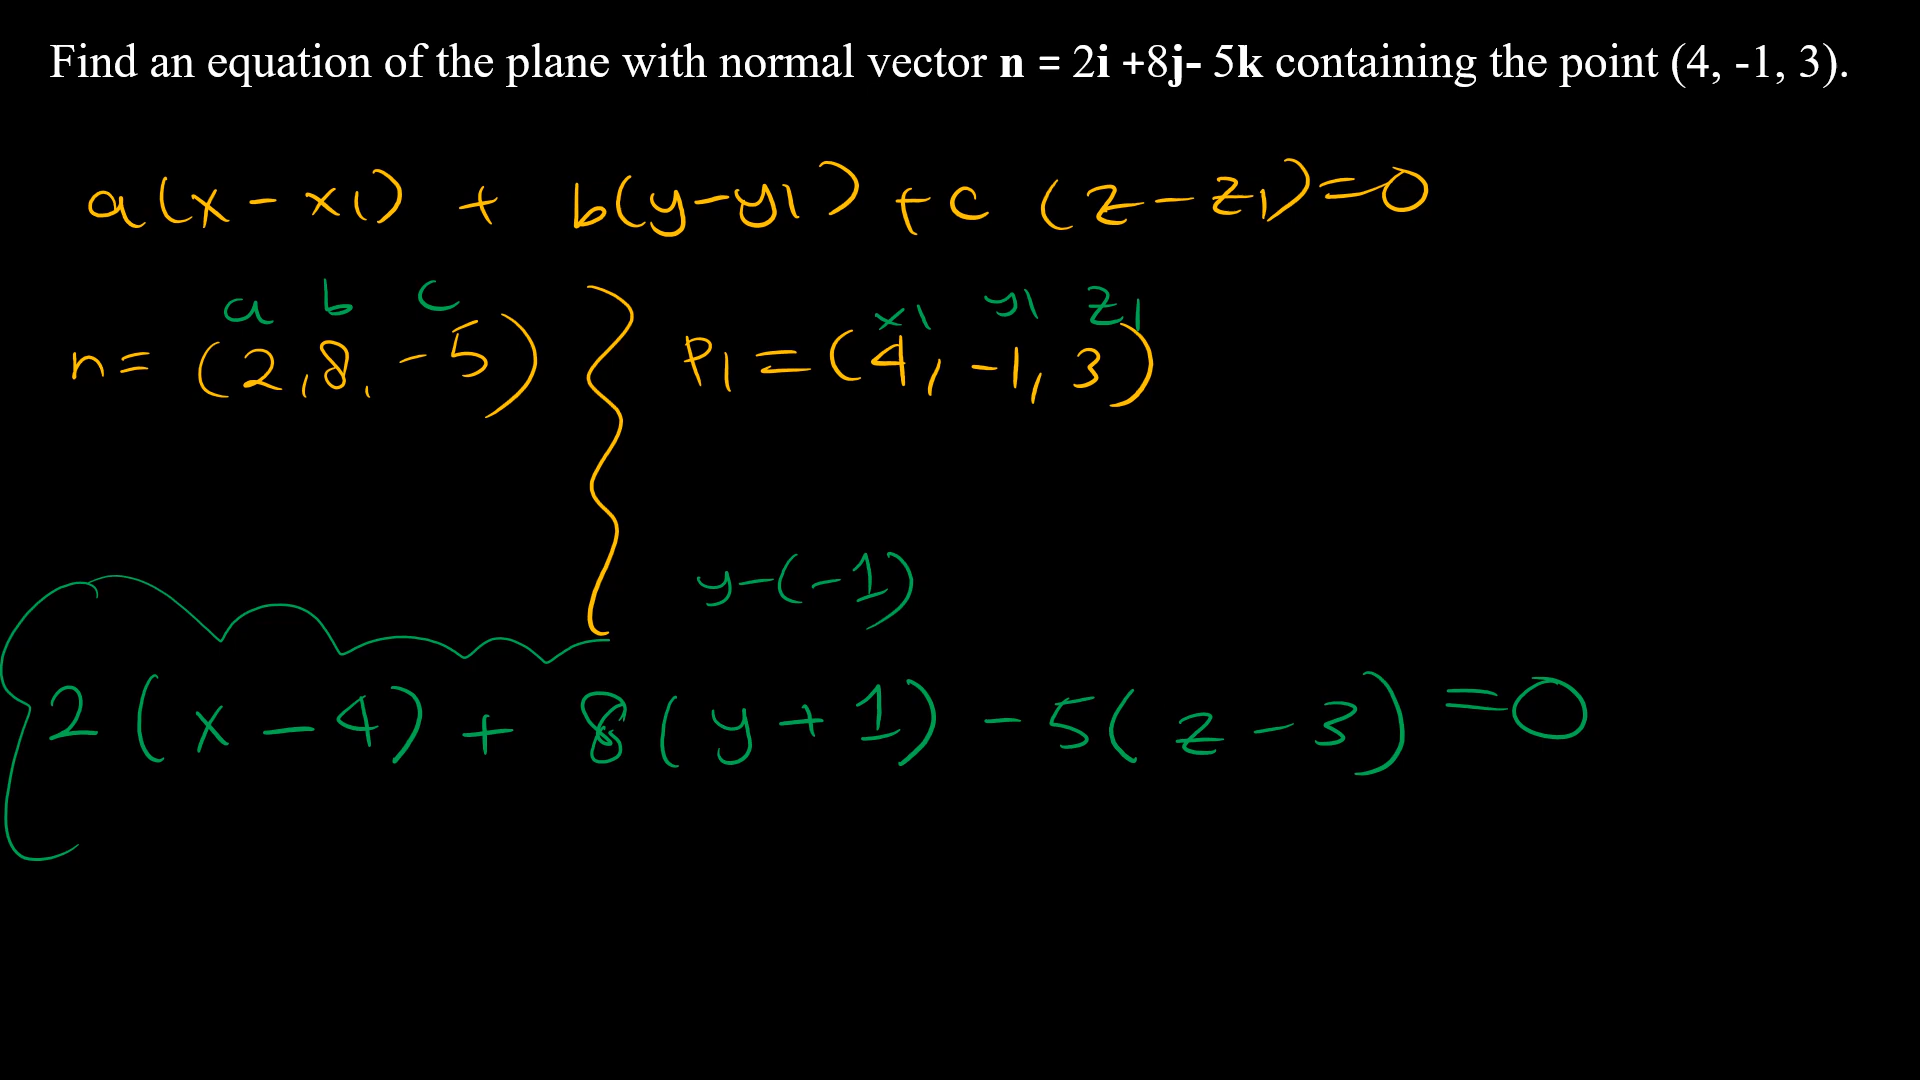 Find an equation of the plane with normal vector n = 2i +8j- 5k containing the point (4, -1, 3).
a(x - x1) + b(y-y1) + c (z-z1)=0
a b c x1 y1 z1
n= (2,8, -5) P1 =(4, -1, 3)
y-(-1)
2(x-4) + 8(y+1) -5(z-3)=0